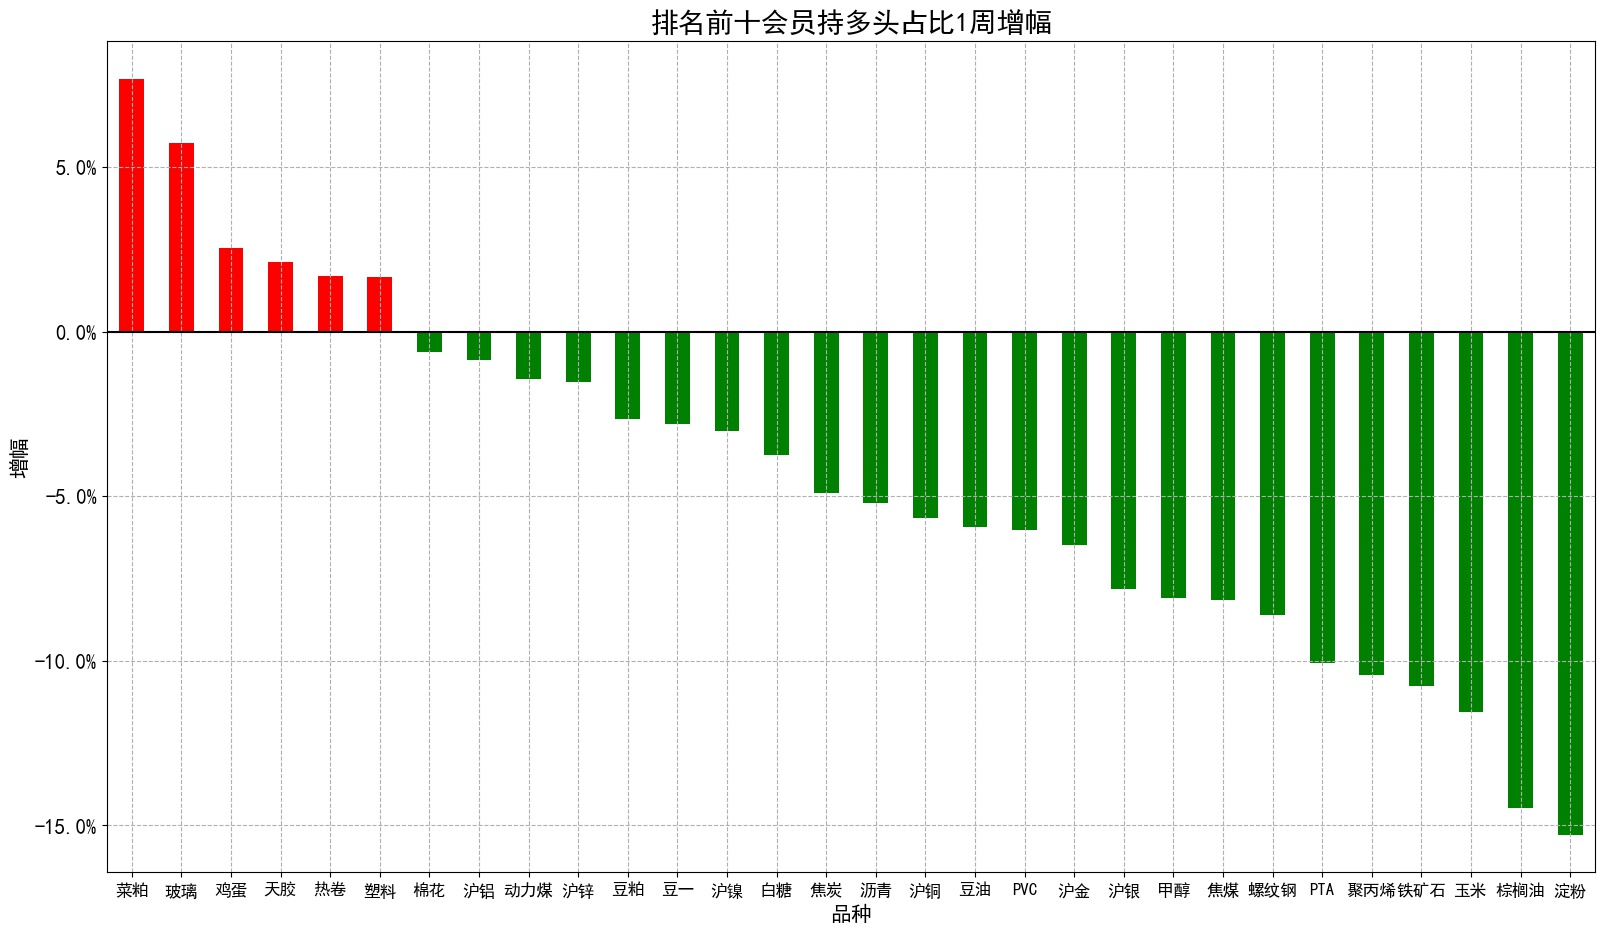 排名前十会员持多头占比1周增幅
增幅
5.0%
0.0%
-5.0%
-10.0%
-15.0%
菜粕 玻璃 鸡蛋 天胶 热卷 塑料 棉花 沪铝 动力煤 沪锌 豆粕 豆一 沪镍 白糖 焦炭 沥青 沪铜 豆油 PVC 沪金 沪银 甲醇 焦煤 螺纹钢 PTA 聚丙烯 铁矿石 玉米 棕榈油 淀粉
品种